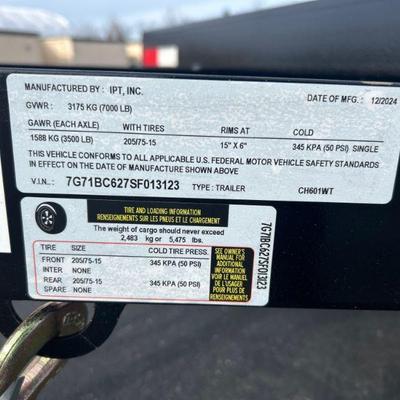 MANUFACTURED BY: IPT, INC.
DATE OF MFG.: 12/2024
GVWR: 3175 KG (7000 LB)
GAWR (EACH AXLE) WITH TIRES RIMS AT COLD
1588 KG (3500 LB) 205/75-15 15" X 6" 345 KPA (50 PSI) SINGLE
THIS VEHICLE CONFORMS TO ALL APPLICABLE U.S. FEDERAL MOTOR VEHICLE SAFETY STANDARDS
IN EFFECT ON THE DATE OF MANUFACTURE SHOWN ABOVE.
V.I.N.: 7G71BC627SF013123 TYPE: TRAILER CH601WT
TIRE AND LOADING INFORMATION
RENSEIGNEMENTS SUR LES PNEUS ET LE CHARGEMENT
The weight of cargo should never exceed
2,483 kg or 5,475 lbs.
TIRE SIZE COLD TIRE PRESS.
FRONT 205/75-15 345 KPA (50 PSI)
INTER NONE
REAR 205/75-15 345 KPA (50 PSI)
SPARE NONE
SEE OWNER'S
MANUAL FOR
ADDITIONAL
INFORMATION
VOIR LE MANUEL
DE L'USAGER
POUR PLUS DE
RENSEIGNEMENTS
7G71BC627SF013123